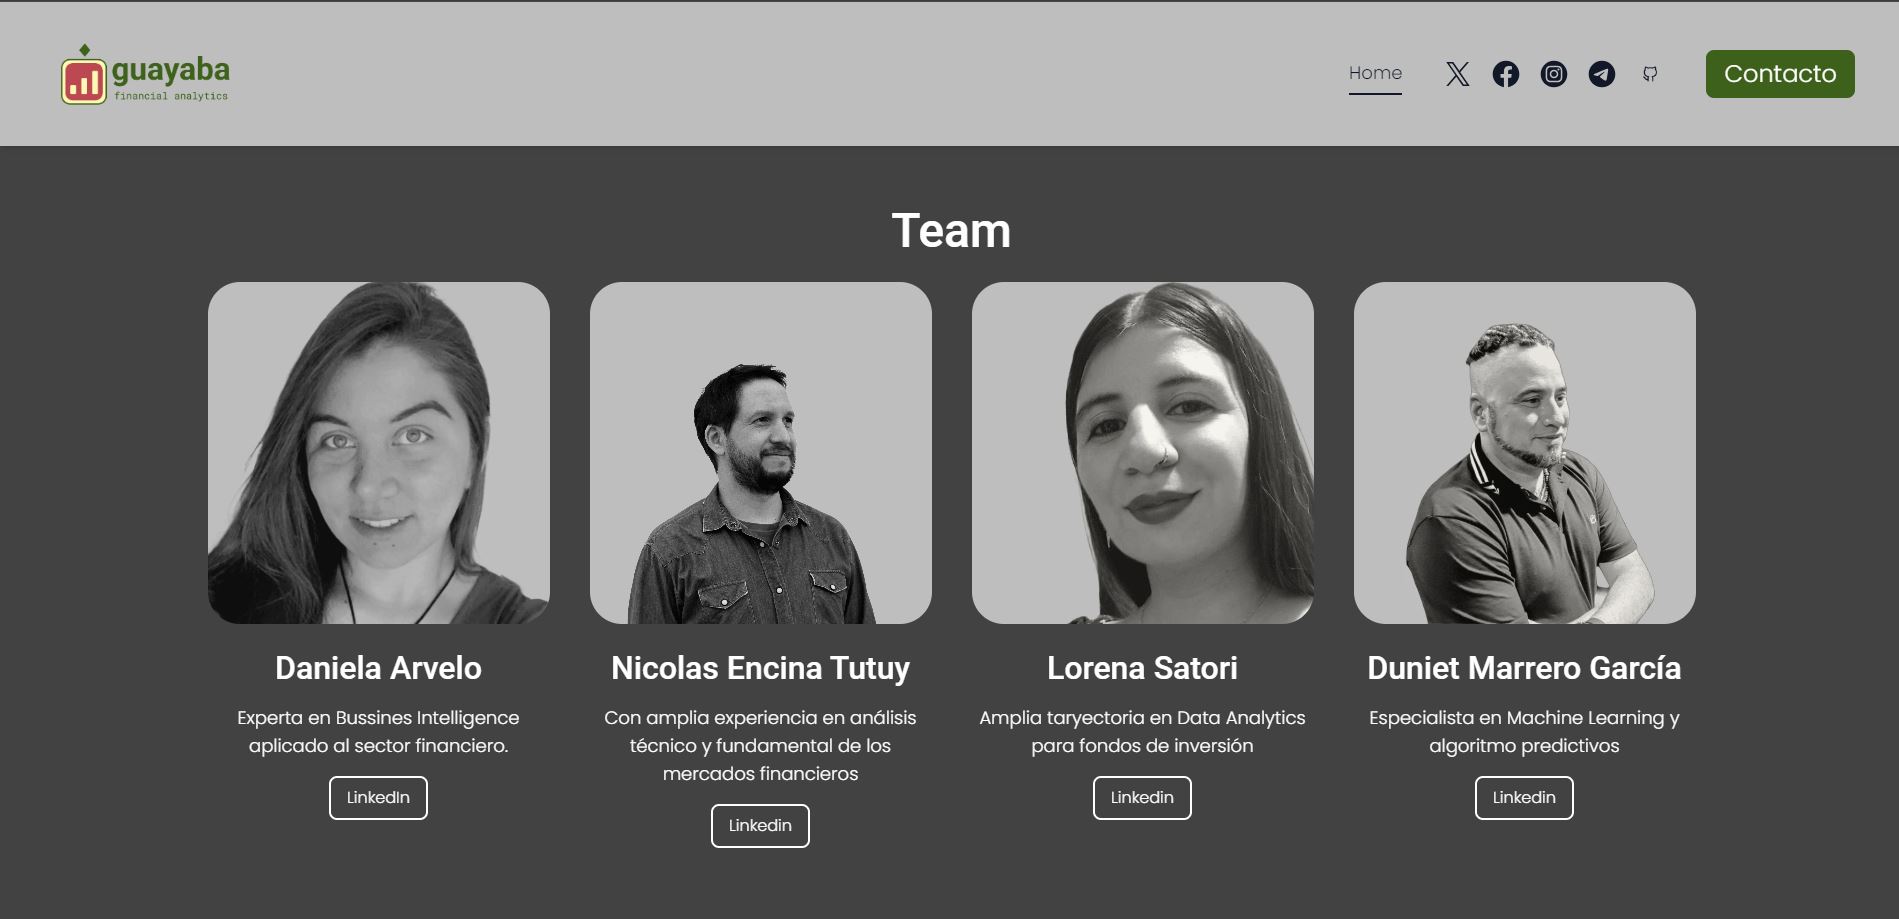 guayaba
financial analytics
Home
Contacto
Team
Daniela Arvelo
Experta en Bussines Intelligence
aplicado al sector financiero.
LinkedIn
Nicolas Encina Tutuy
Con amplia experiencia en análisis
técnico y fundamental de los
mercados financieros
Linkedin
Lorena Satori
Amplia taryectoria en Data Analytics
para fondos de inversión
Linkedin
Duniet Marrero García
Especialista en Machine Learning y
algoritmo predictivos
Linkedin